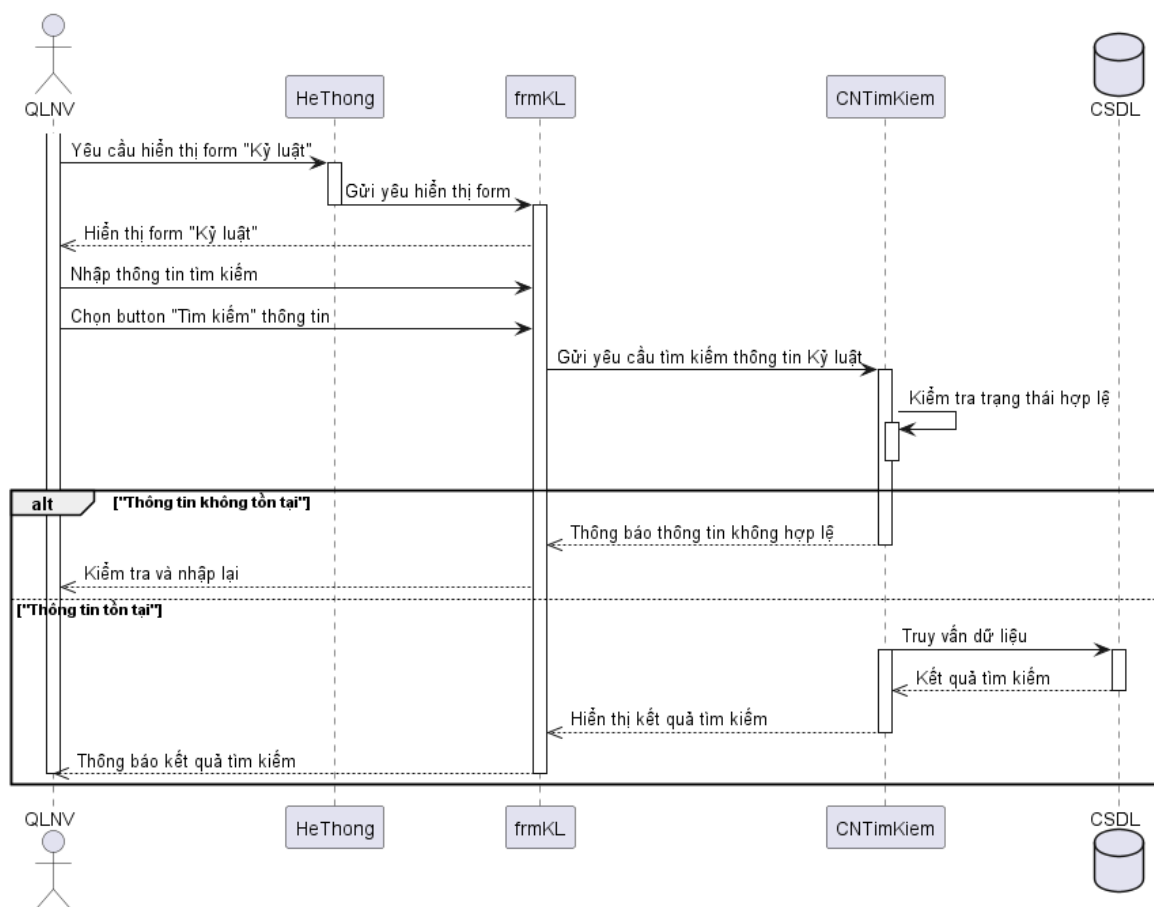 QLNV
HeThong
frmKL
CNTimKiem
CSDL
Yêu cầu hiển thị form "Kỷ luật"
Gửi yêu hiển thị form
Hiển thị form "Kỷ luật"
Nhập thông tin tìm kiếm
Chọn button "Tìm kiếm" thông tin
Gửi yêu cầu tìm kiếm thông tin Kỷ luật
Kiểm tra trạng thái hợp lệ
alt
["Thông tin không tồn tại"]
Thông báo thông tin không hợp lệ
Kiểm tra và nhập lại
["Thông tin tồn tại"]
Truy vấn dữ liệu
Kết quả tìm kiếm
Hiển thị kết quả tìm kiếm
Thông báo kết quả tìm kiếm
QLNV
HeThong
frmKL
CNTimKiem
CSDL